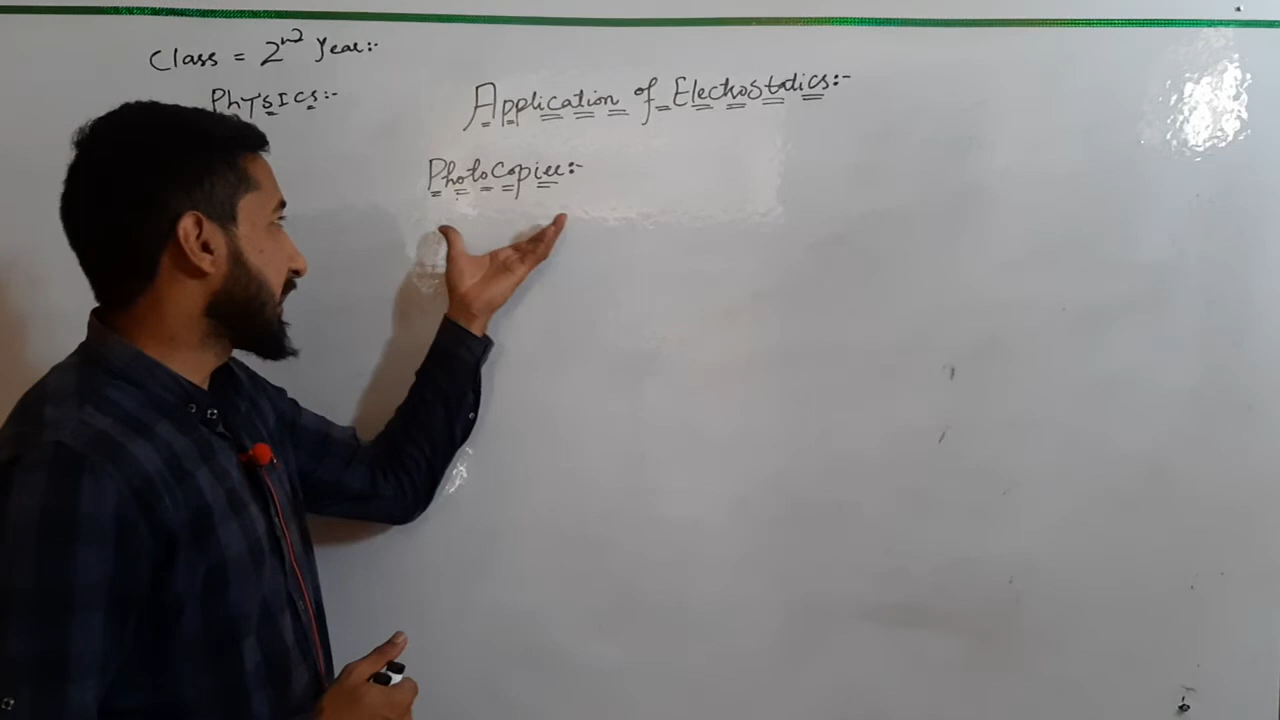 Class = 2nd Year:-
Physics:-
Application of Electrostatics:-
Photocopier:-